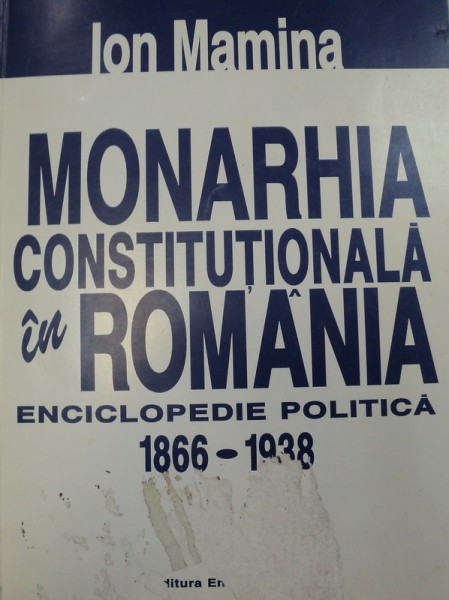 Ion Mamina
MONARHIA
CONSTITUȚIONALĂ
în ROMÂNIA
ENCICLOPEDIE POLITICĂ
1866-1938